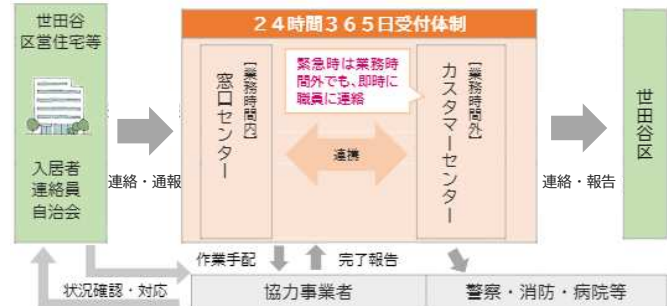 世田谷
区営住宅等
入居者
連絡員
自治会
連絡・通報
２４時間３６５日受付体制
【業務時間内】
窓口センター
緊急時は業務時
間外でも、即時に
職員に連絡
連携
【業務時間外】
カスタマーセンター
連絡・報告
世田谷区
作業手配
完了報告
状況確認・対応
協力事業者
警察・消防・病院等